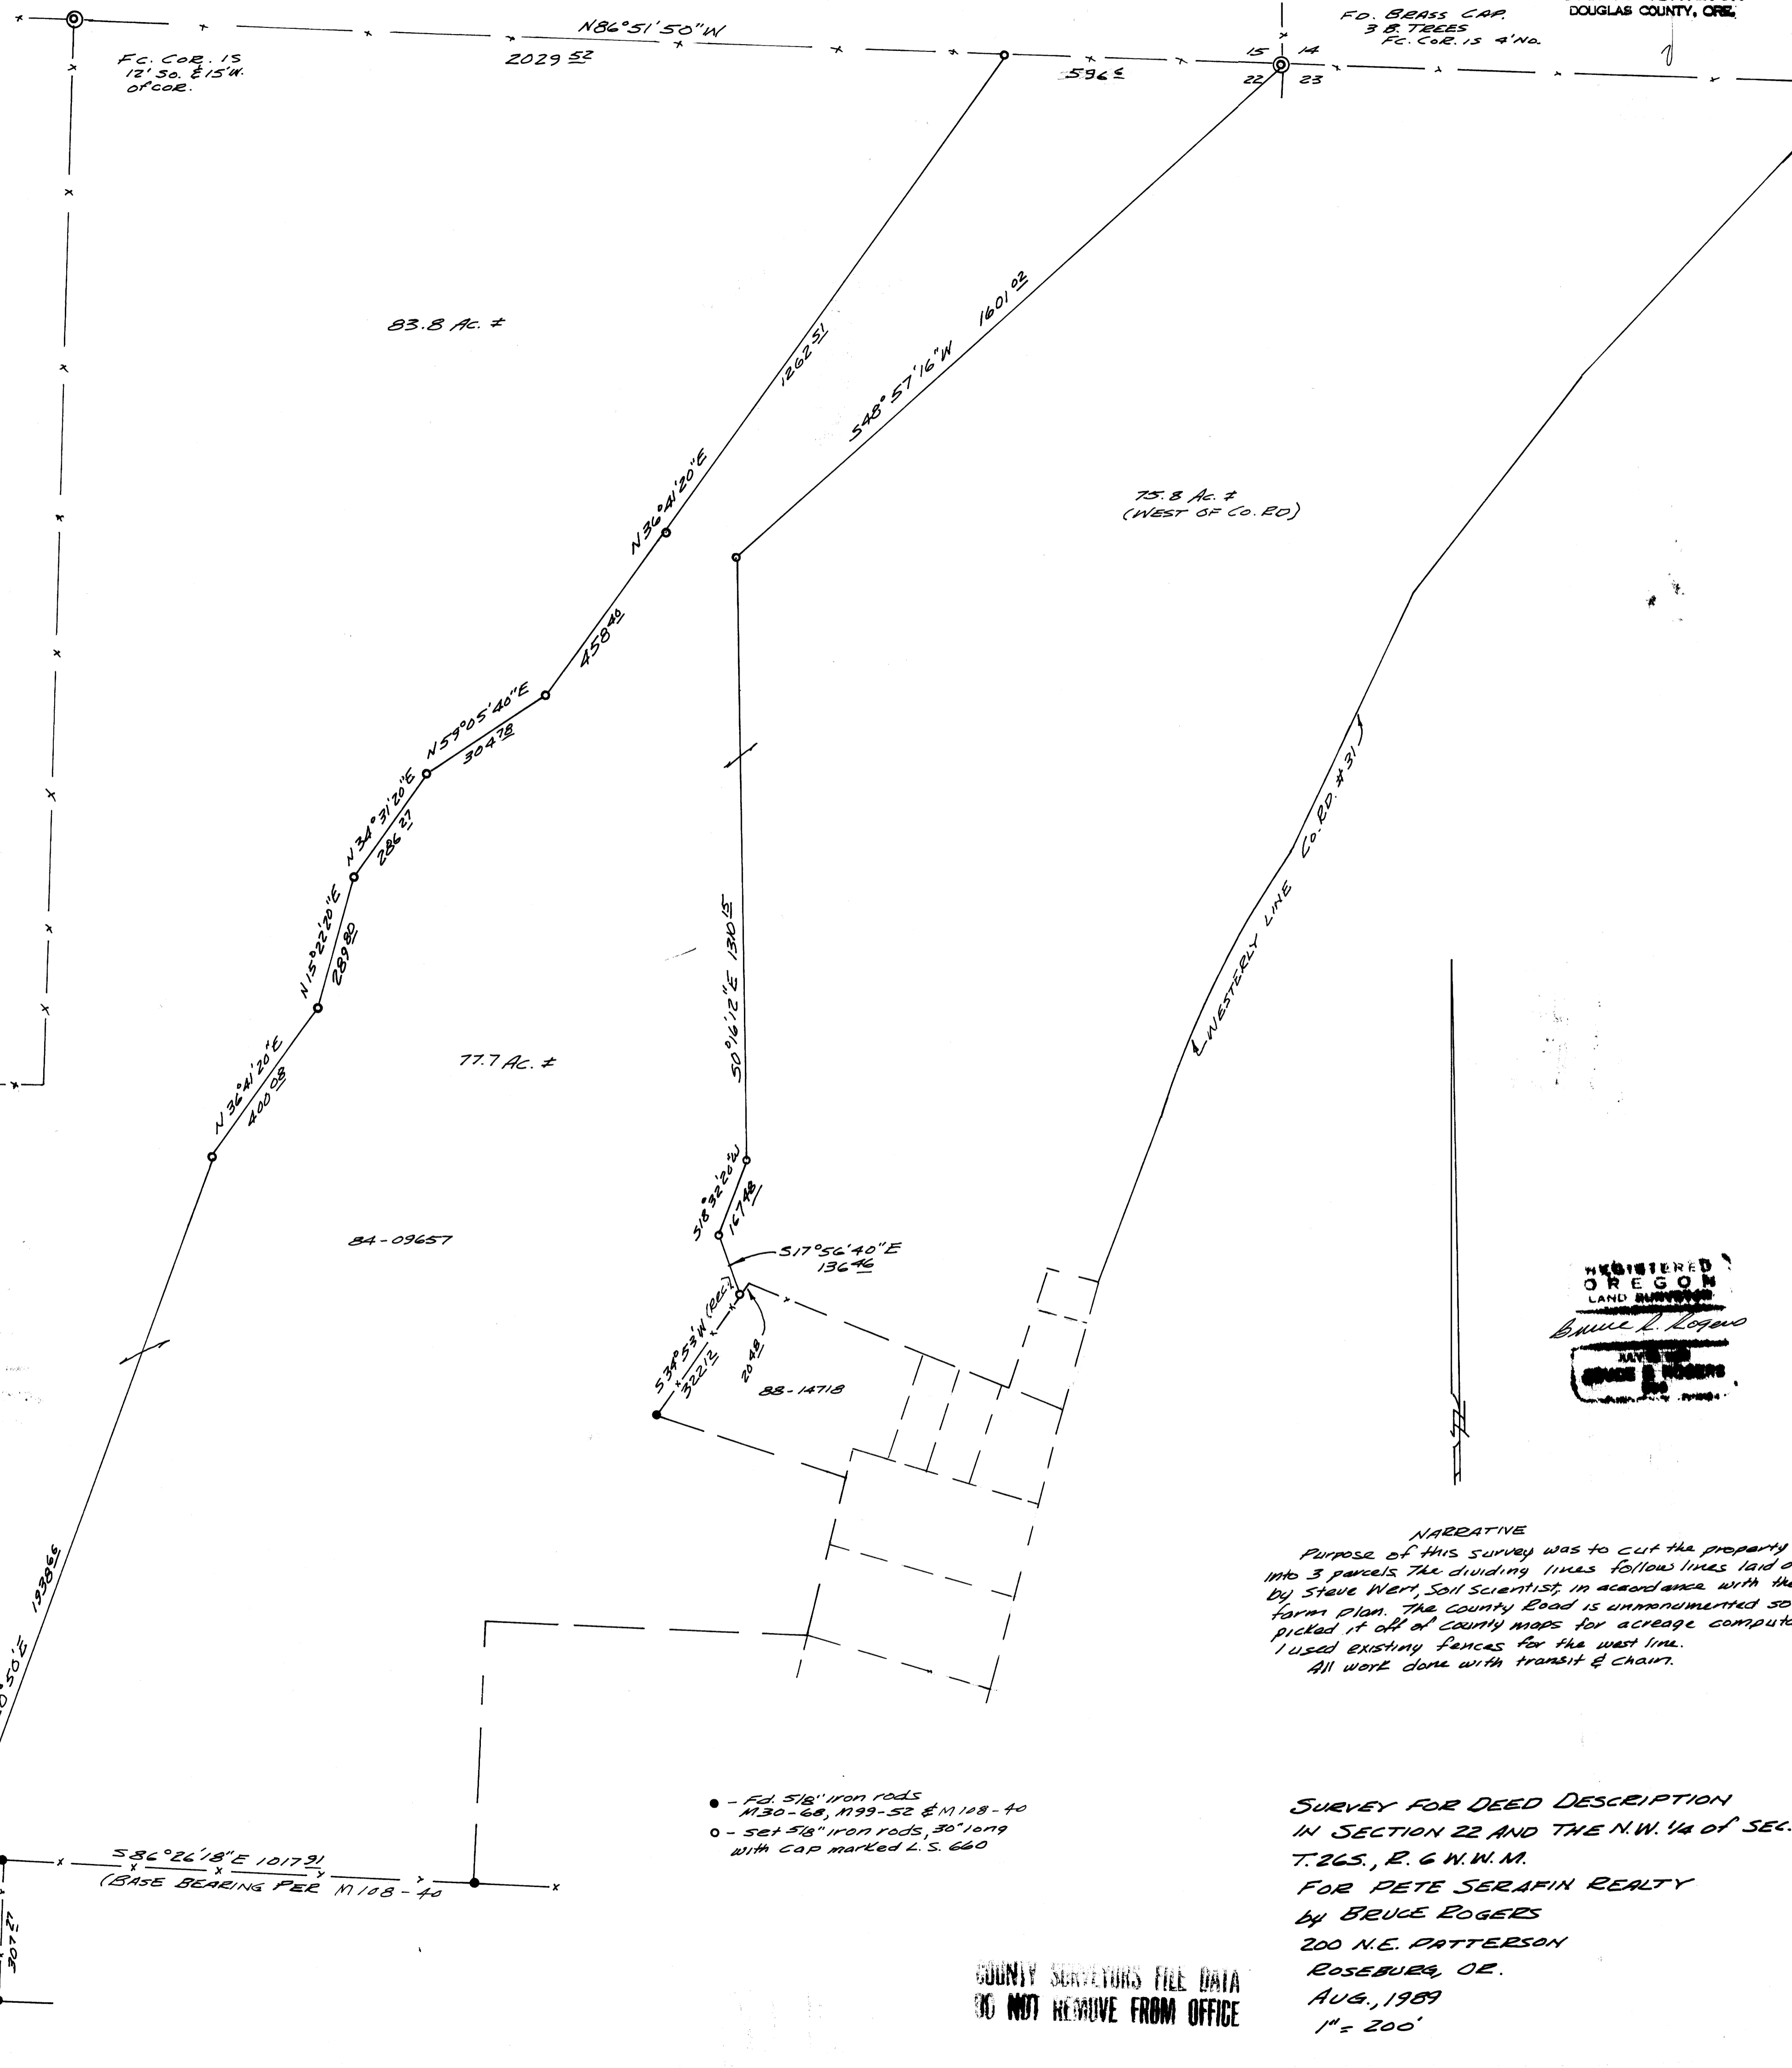 DOUGLAS COUNTY, ORE.
FD. BRASS CAP.
3 B. TREES
FC. COR. IS 4' NO.
N86°51'50"W
2029 52
FC. COR. IS
12' SO. & 15' W.
OF COR.
15 14
22 23
83.8 AC. ±
1262 51
S48°57'16"W 1601 02
N36°41'20"E
75.8 AC. ±
(WEST OF CO. RD)
458 40
N59°05'40"E
304 78
N34°31'20"E
286 27
N15°22'20"E
289 80
S0°16'12"E 1310 15
WESTERLY LINE CO. RD. #31
N36°41'20"E
400 08
77.7 AC. ±
S18°32'20"W
167 48
84-09657
S17°56'40"E
136 46
S34°53'W (REC.)
322 12
20 48
88-14718
REGISTERED
OREGON
LAND SURVEYOR
Bruce R. Rogers
BRUCE R ROGERS
1938 66
NARRATIVE
Purpose of this survey was to cut the property
into 3 parcels. The dividing lines follow lines laid
by Steve Wert, Soil Scientist, in accordance with the
farm plan. The County Road is unmonumented so
picked it off of County maps for acreage
I used existing fences for the west line.
All work done with transit & chain.
● - Fd. 5/8" iron rods
M30-68, M99-52 & M108-40
o - set 5/8" iron rods, 30" long
with cap marked L.S. 660
S86°26'18"E 1017 91
(BASE BEARING PER M108-40
307 27
SURVEY FOR DEED DESCRIPTION
IN SECTION 22 AND THE N.W. 1/4 OF SEC.
T. 26S., R. 6 W. W.M.
FOR PETE SERAFIN REALTY
by BRUCE ROGERS
200 N.E. PATTERSON
ROSEBURG, OR.
AUG., 1989
1" = 200'
COUNTY SURVEYORS FILE DATA
DO NOT REMOVE FROM OFFICE